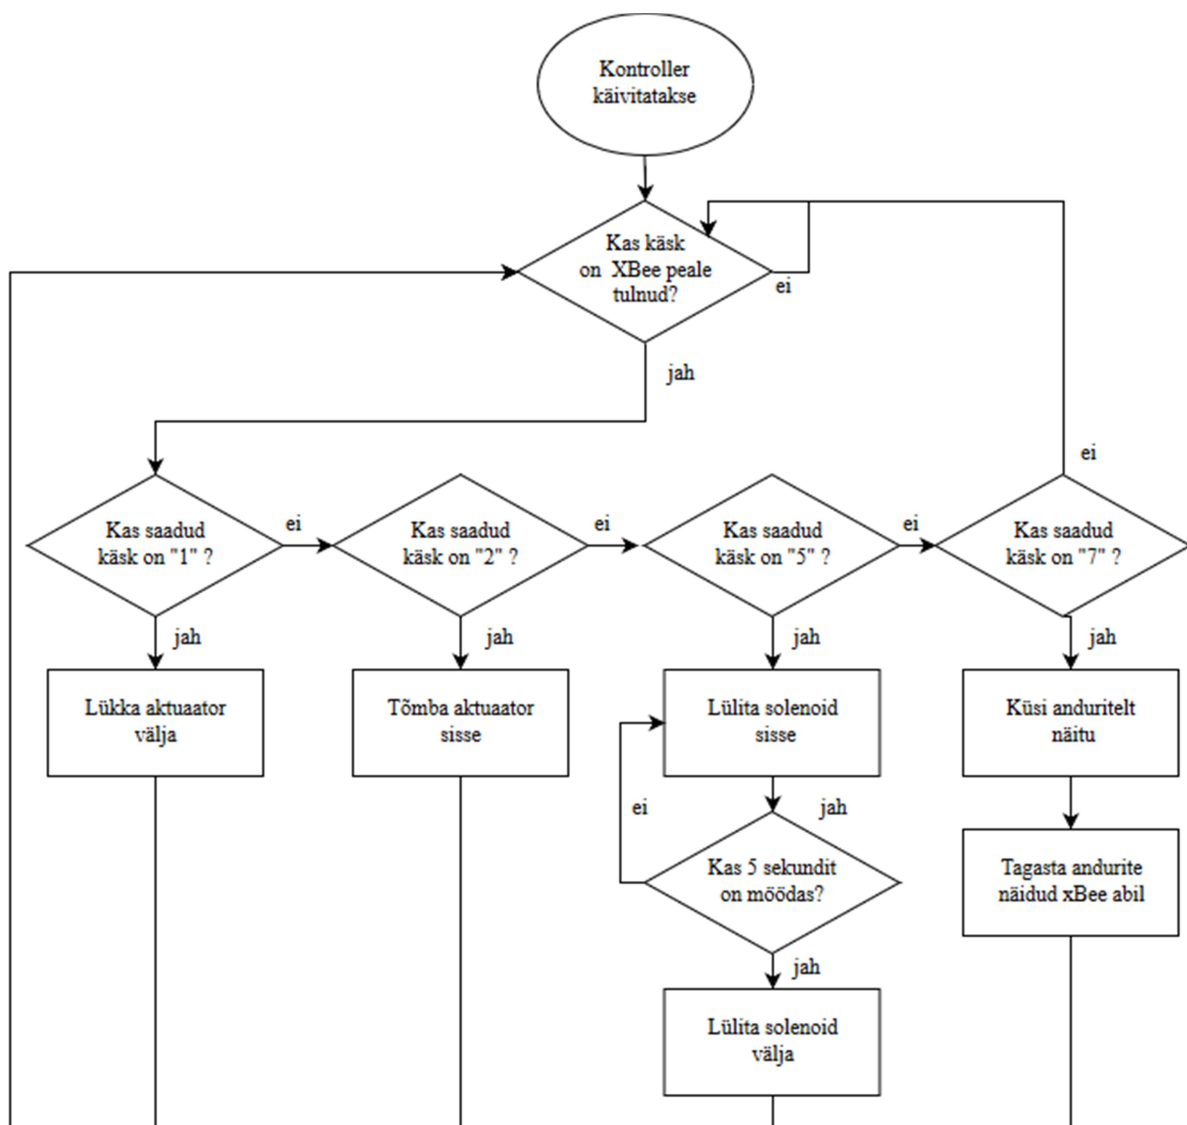 Kontroller
käivitatakse
Kas käsk
on XBee peale
tulnud?
ei
jah
ei
Kas saadud
käsk on "1" ?
ei
Kas saadud
käsk on "2" ?
ei
Kas saadud
käsk on "5" ?
ei
Kas saadud
käsk on "7" ?
jah
jah
jah
jah
Lükka aktuaator
välja
Tõmba aktuaator
sisse
Lülita solenoid
sisse
Küsi anduritelt
näitu
ei
jah
Kas 5 sekundit
on möödas?
Tagasta andurite
näidud xBee abil
jah
Lülita solenoid
välja